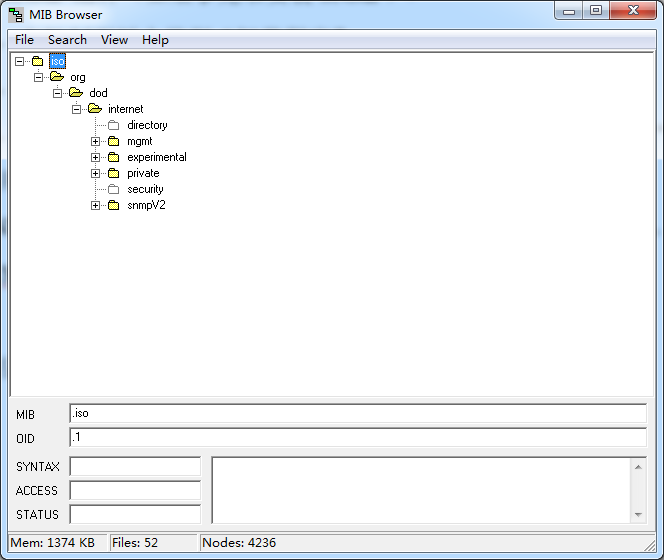 MIB Browser
File Search View Help
iso
org
dod
internet
directory
mgmt
experimental
private
security
snmpV2
MIB .iso
OID .1
SYNTAX
ACCESS
STATUS
Mem: 1374 KB Files: 52 Nodes: 4236